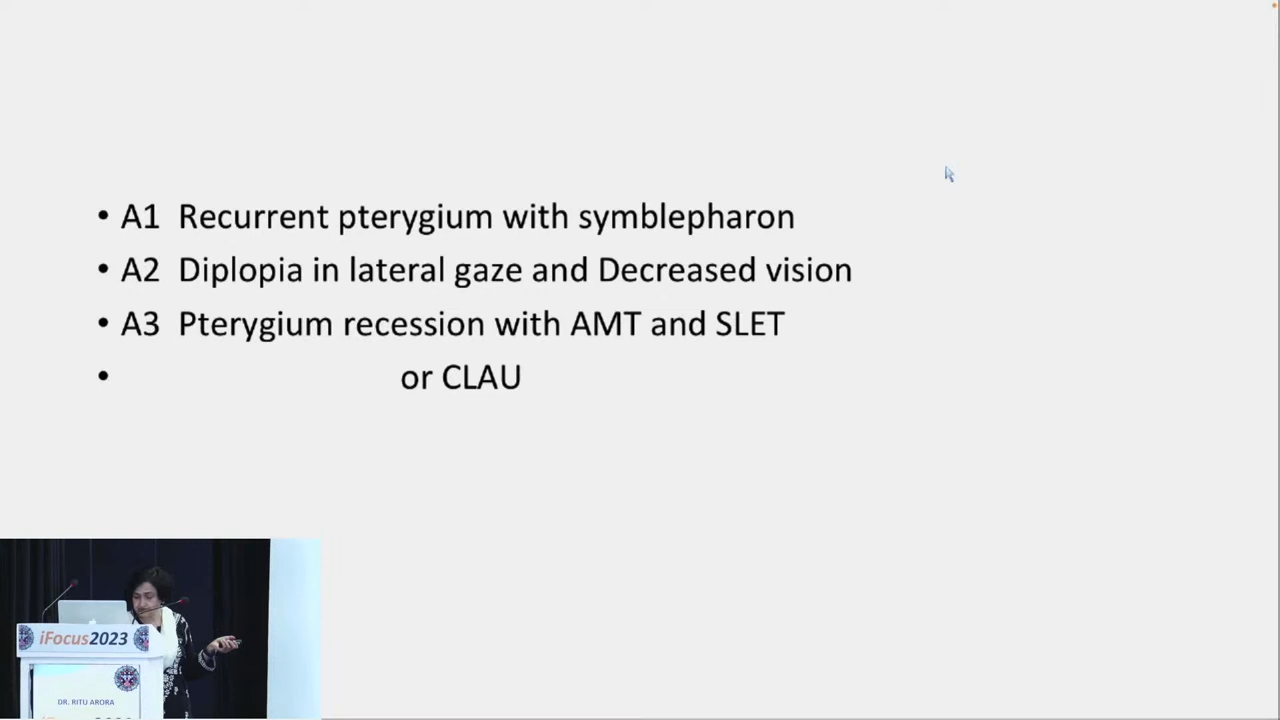 • A1 Recurrent pterygium with symblepharon
• A2 Diplopia in lateral gaze and Decreased vision
• A3 Pterygium recession with AMT and SLET
• or CLAU
iFocus2023
DR. RITU ARORA